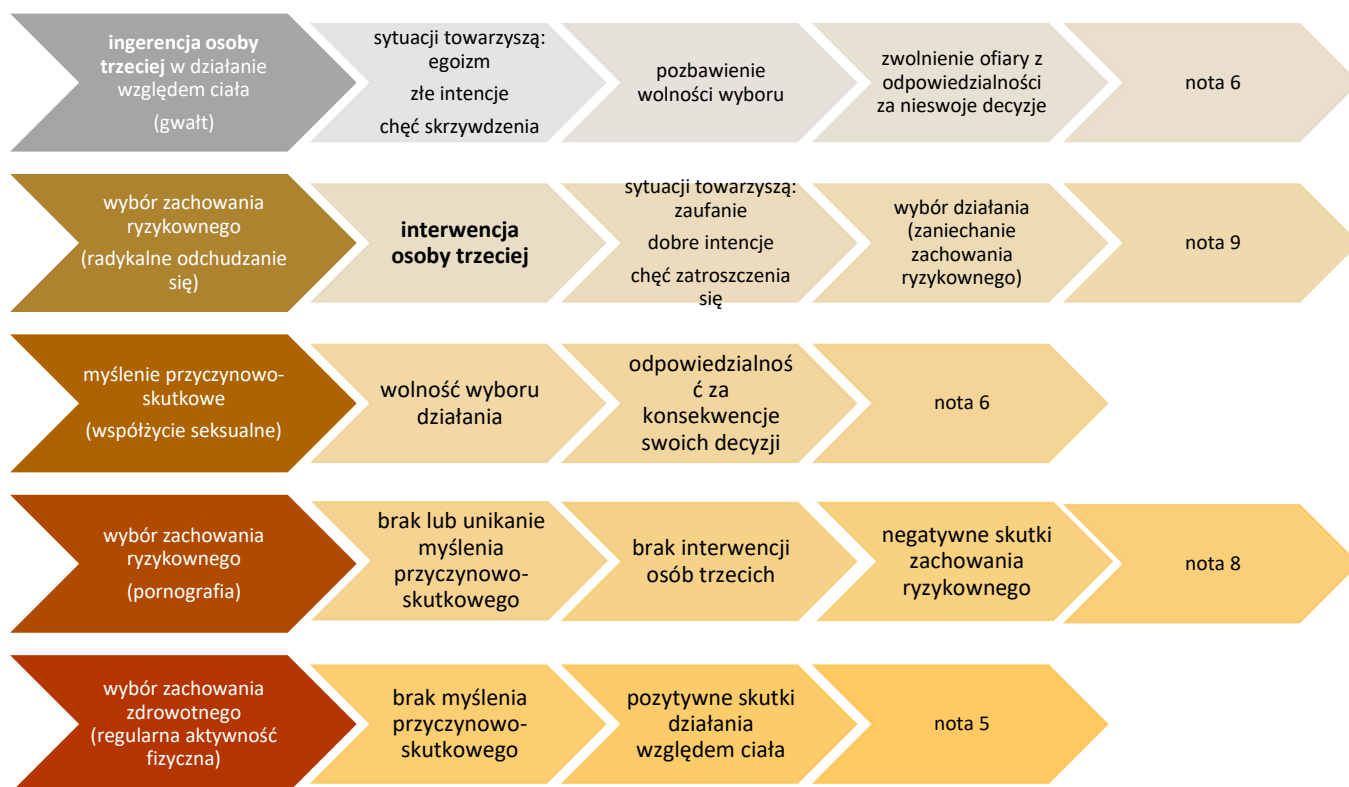 ingerencja osoby
trzeciej w działanie
względem ciała
(gwałt)
sytuacji towarzyszą:
egoizm
złe intencje
chęć skrzywdzenia
pozbawienie
wolności wyboru
zwolnienie ofiary z
odpowiedzialności
za nieswoje decyzje
nota 6
wybór zachowania
ryzykownego
(radykalne odchudzanie
się)
interwencja
osoby trzeciej
sytuacji towarzyszą:
zaufanie
dobre intencje
chęć zatroszczenia
się
wybór działania
(zaniechanie
zachowania
ryzykownego)
nota 9
myślenie przyczynowo-
skutkowe
(współżycie seksualne)
wolność wyboru
działania
odpowiedzialnoś
ć za
konsekwencje
swoich decyzji
nota 6
wybór zachowania
ryzykownego
(pornografia)
brak lub unikanie
myślenia
przyczynowo-
skutkowego
brak interwencji
osób trzecich
negatywne skutki
zachowania
ryzykownego
nota 8
wybór zachowania
zdrowotnego
(regularna aktywność
fizyczna)
brak myślenia
przyczynowo-
skutkowego
pozytywne skutki
działania
względem ciała
nota 5